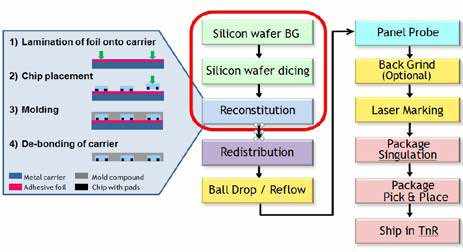 1) Lamination of foil onto carrier
2) Chip placement
3) Molding
4) De-bonding of carrier
Metal carrier
Mold compound
Adhesive foil
Chip with pads
Silicon wafer BG
Silicon wafer dicing
Reconstitution
Redistribution
Ball Drop / Reflow
Panel Probe
Back Grind
(Optional)
Laser Marking
Package
Singulation
Package
Pick & Place
Ship in TnR